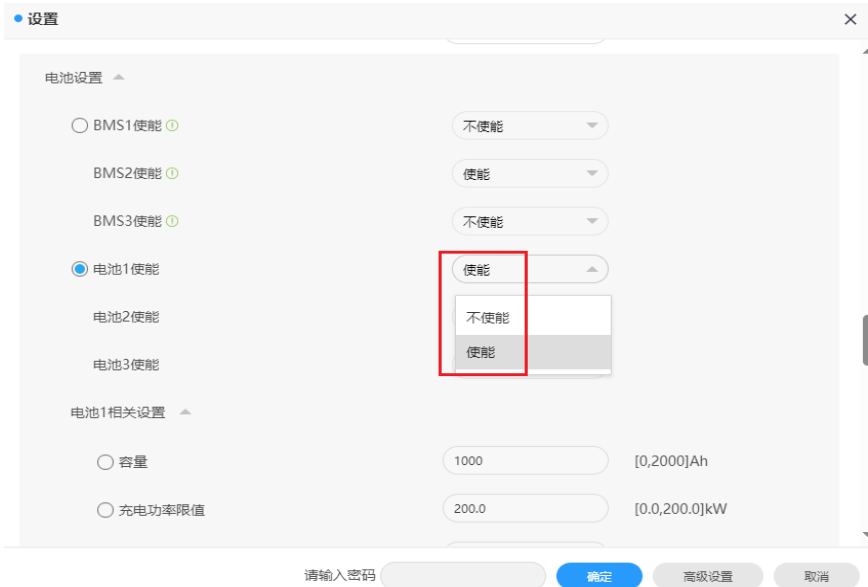 设置
电池设置
BMS1使能 不使能
BMS2使能 使能
BMS3使能 不使能
电池1使能 使能
电池2使能 不使能
使能
电池3使能
电池1相关设置
容量 1000 [0,2000]Ah
充电功率限值 200.0 [0.0,200.0]kW
请输入密码 确定 高级设置 取消